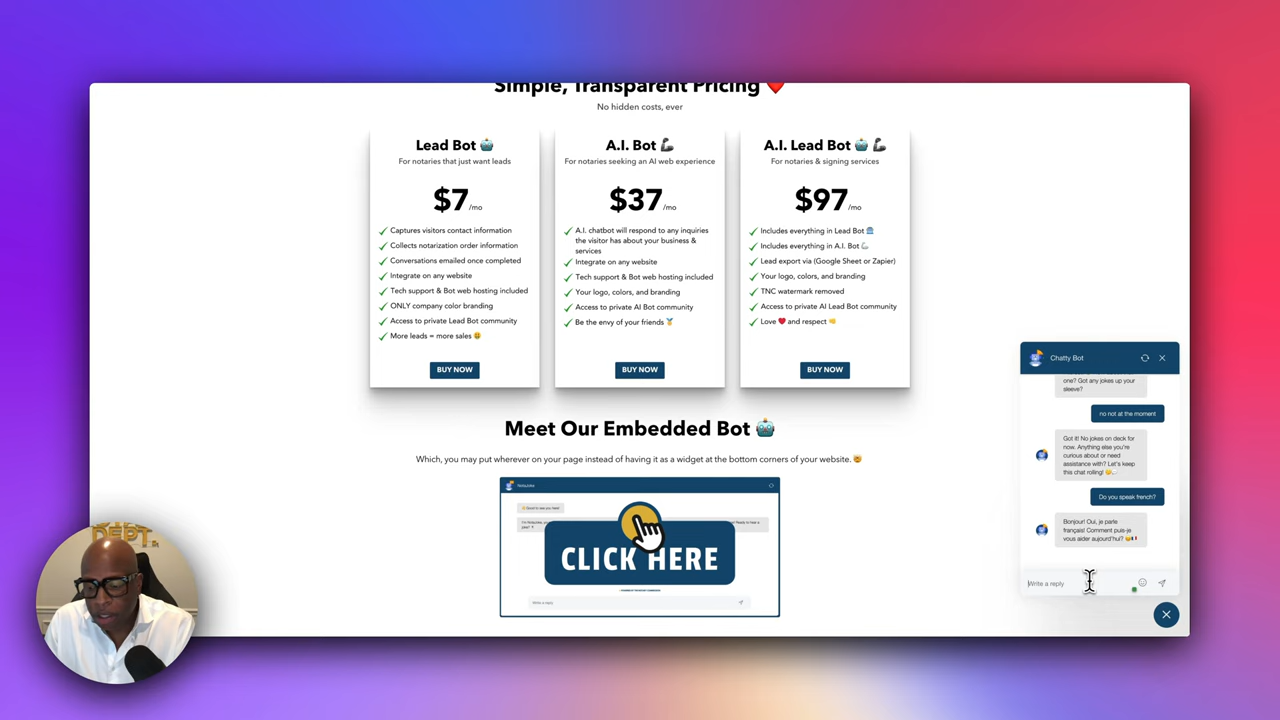 Simple, Transparent Pricing ❤️
No hidden costs, ever
Lead Bot 🤖
For notaries that just want leads
$7 /mo
Captures visitors contact information
Collects notarization order information
Conversations emailed once completed
Integrate on any website
Tech support & Bot web hosting included
ONLY company color branding
Access to private Lead Bot community
More leads = more sales 😃
BUY NOW
A.I. Bot 🦾
For notaries seeking an AI web experience
$37 /mo
A.I. chatbot will respond to any inquiries
the visitor has about your business &
services
Integrate on any website
Tech support & Bot web hosting included
Your logo, colors, and branding
Access to private AI Bot community
Be the envy of your friends 🏅
BUY NOW
A.I. Lead Bot 🤖 🦾
For notaries & signing services
$97 /mo
Includes everything in Lead Bot 🤖
Includes everything in A.I. Bot 🦾
Lead export via (Google Sheet or Zapier)
Your logo, colors, and branding
TNC watermark removed
Access to private AI Lead Bot community
Love ❤️ and respect 🤜
BUY NOW
Meet Our Embedded Bot 🤖
Which, you may put wherever on your page instead of having it as a widget at the bottom corners of your website. 🤯
NotaJoke
Good to see you here!
CLICK HERE
Write a reply
Chatty Bot
one? Got any jokes up your
sleeve?
no not at the moment
Got it! No jokes on deck for
now. Anything else you're
curious about or need
assistance with? Let's keep
this chat rolling!
Do you speak french?
Bonjour! Oui, je parle
français! Comment puis-je
vous aider aujourd'hui?
Write a reply
DEPT.